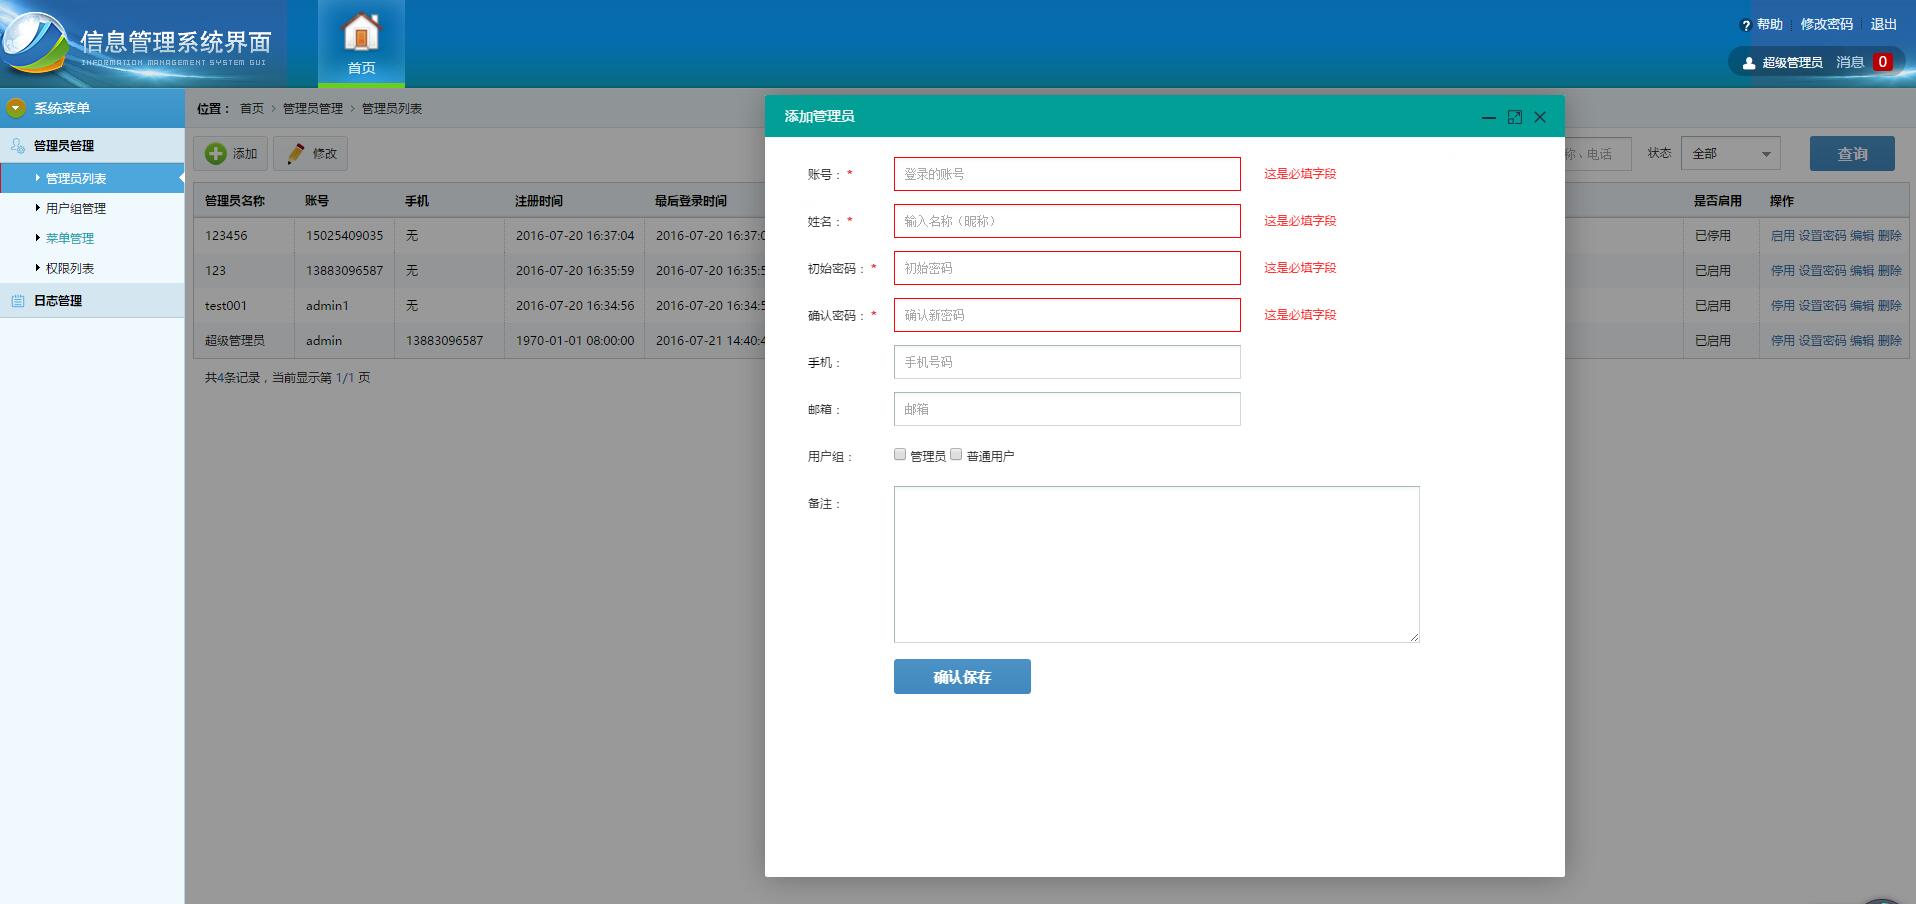 信息管理系统界面
INFORMATION MANAGEMENT SYSTEM GUI
首页
帮助 修改密码 退出
超级管理员 消息 0
系统菜单
管理员管理
管理员列表
用户组管理
菜单管理
权限列表
日志管理
位置： 首页 > 管理员管理 > 管理员列表
添加 修改
称、电话 状态 全部 查询
管理员名称 账号 手机 注册时间 最后登录时间 是否启用 操作
123456 15025409035 无 2016-07-20 16:37:04 2016-07-20 16:37:0 已停用 启用 设置密码 编辑 删除
123 13883096587 无 2016-07-20 16:35:59 2016-07-20 16:35:5 已启用 停用 设置密码 编辑 删除
test001 admin1 无 2016-07-20 16:34:56 2016-07-20 16:34:5 已启用 停用 设置密码 编辑 删除
超级管理员 admin 13883096587 1970-01-01 08:00:00 2016-07-21 14:40:4 已启用 停用 设置密码 编辑 删除
共4条记录，当前显示第 1/1 页
添加管理员
账号：* 登录的账号 这是必填字段
姓名：* 输入名称（昵称） 这是必填字段
初始密码：* 初始密码 这是必填字段
确认密码：* 确认新密码 这是必填字段
手机： 手机号码
邮箱： 邮箱
用户组： 管理员 普通用户
备注：
确认保存